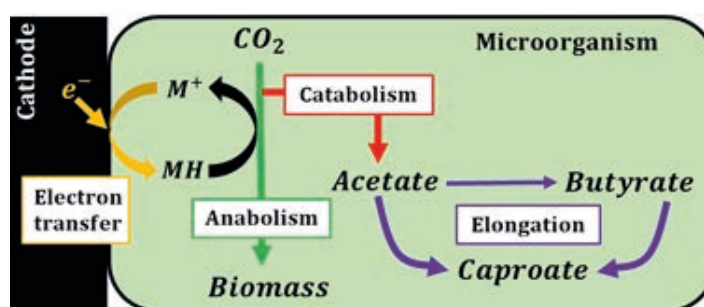 Cathode
CO₂
Microorganism
e⁻
M⁺
Catabolism
MH
Acetate
Butyrate
Electron
transfer
Anabolism
Elongation
Caproate
Biomass